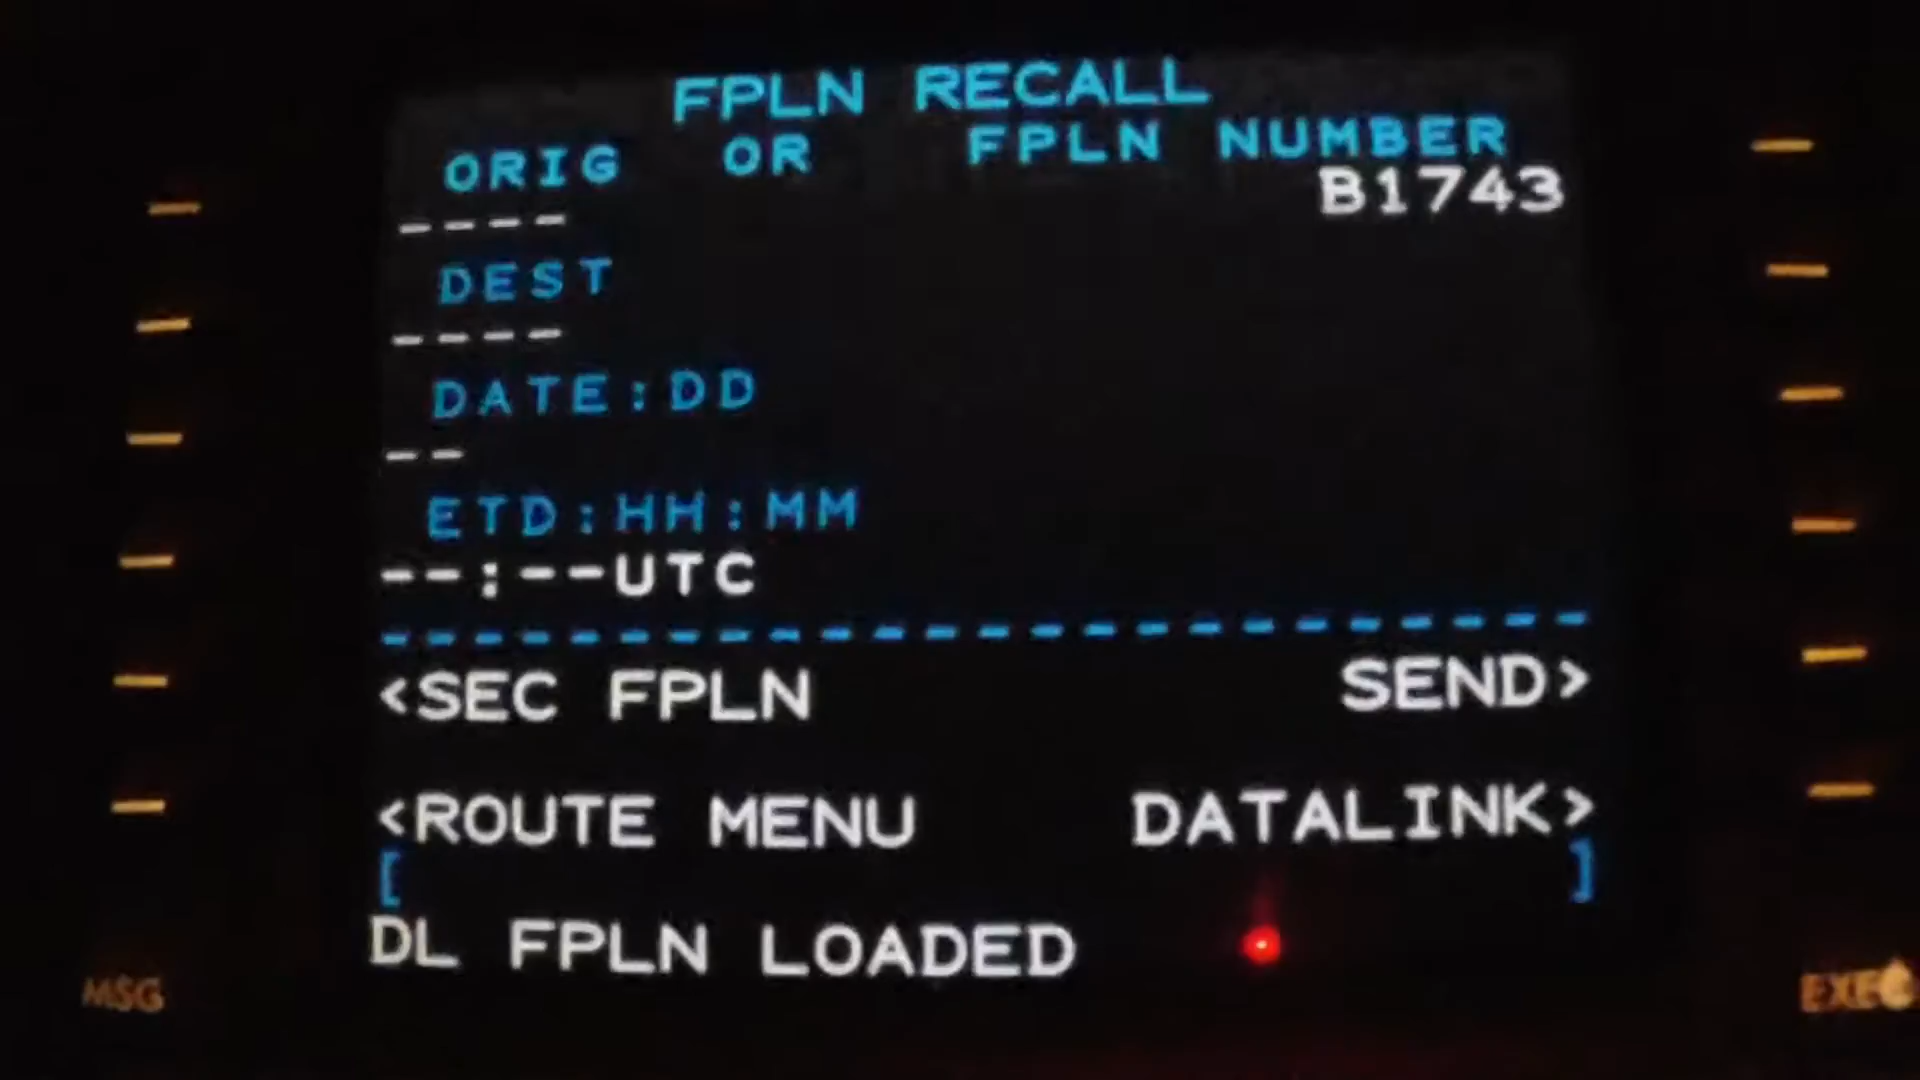 FPLN RECALL
ORIG OR FPLN NUMBER
---- B1743
DEST
----
DATE:DD
--
ETD:HH:MM
--:--UTC
------------------------
<SEC FPLN SEND>
<ROUTE MENU DATALINK>
[ ]
DL FPLN LOADED
MSG EXEC